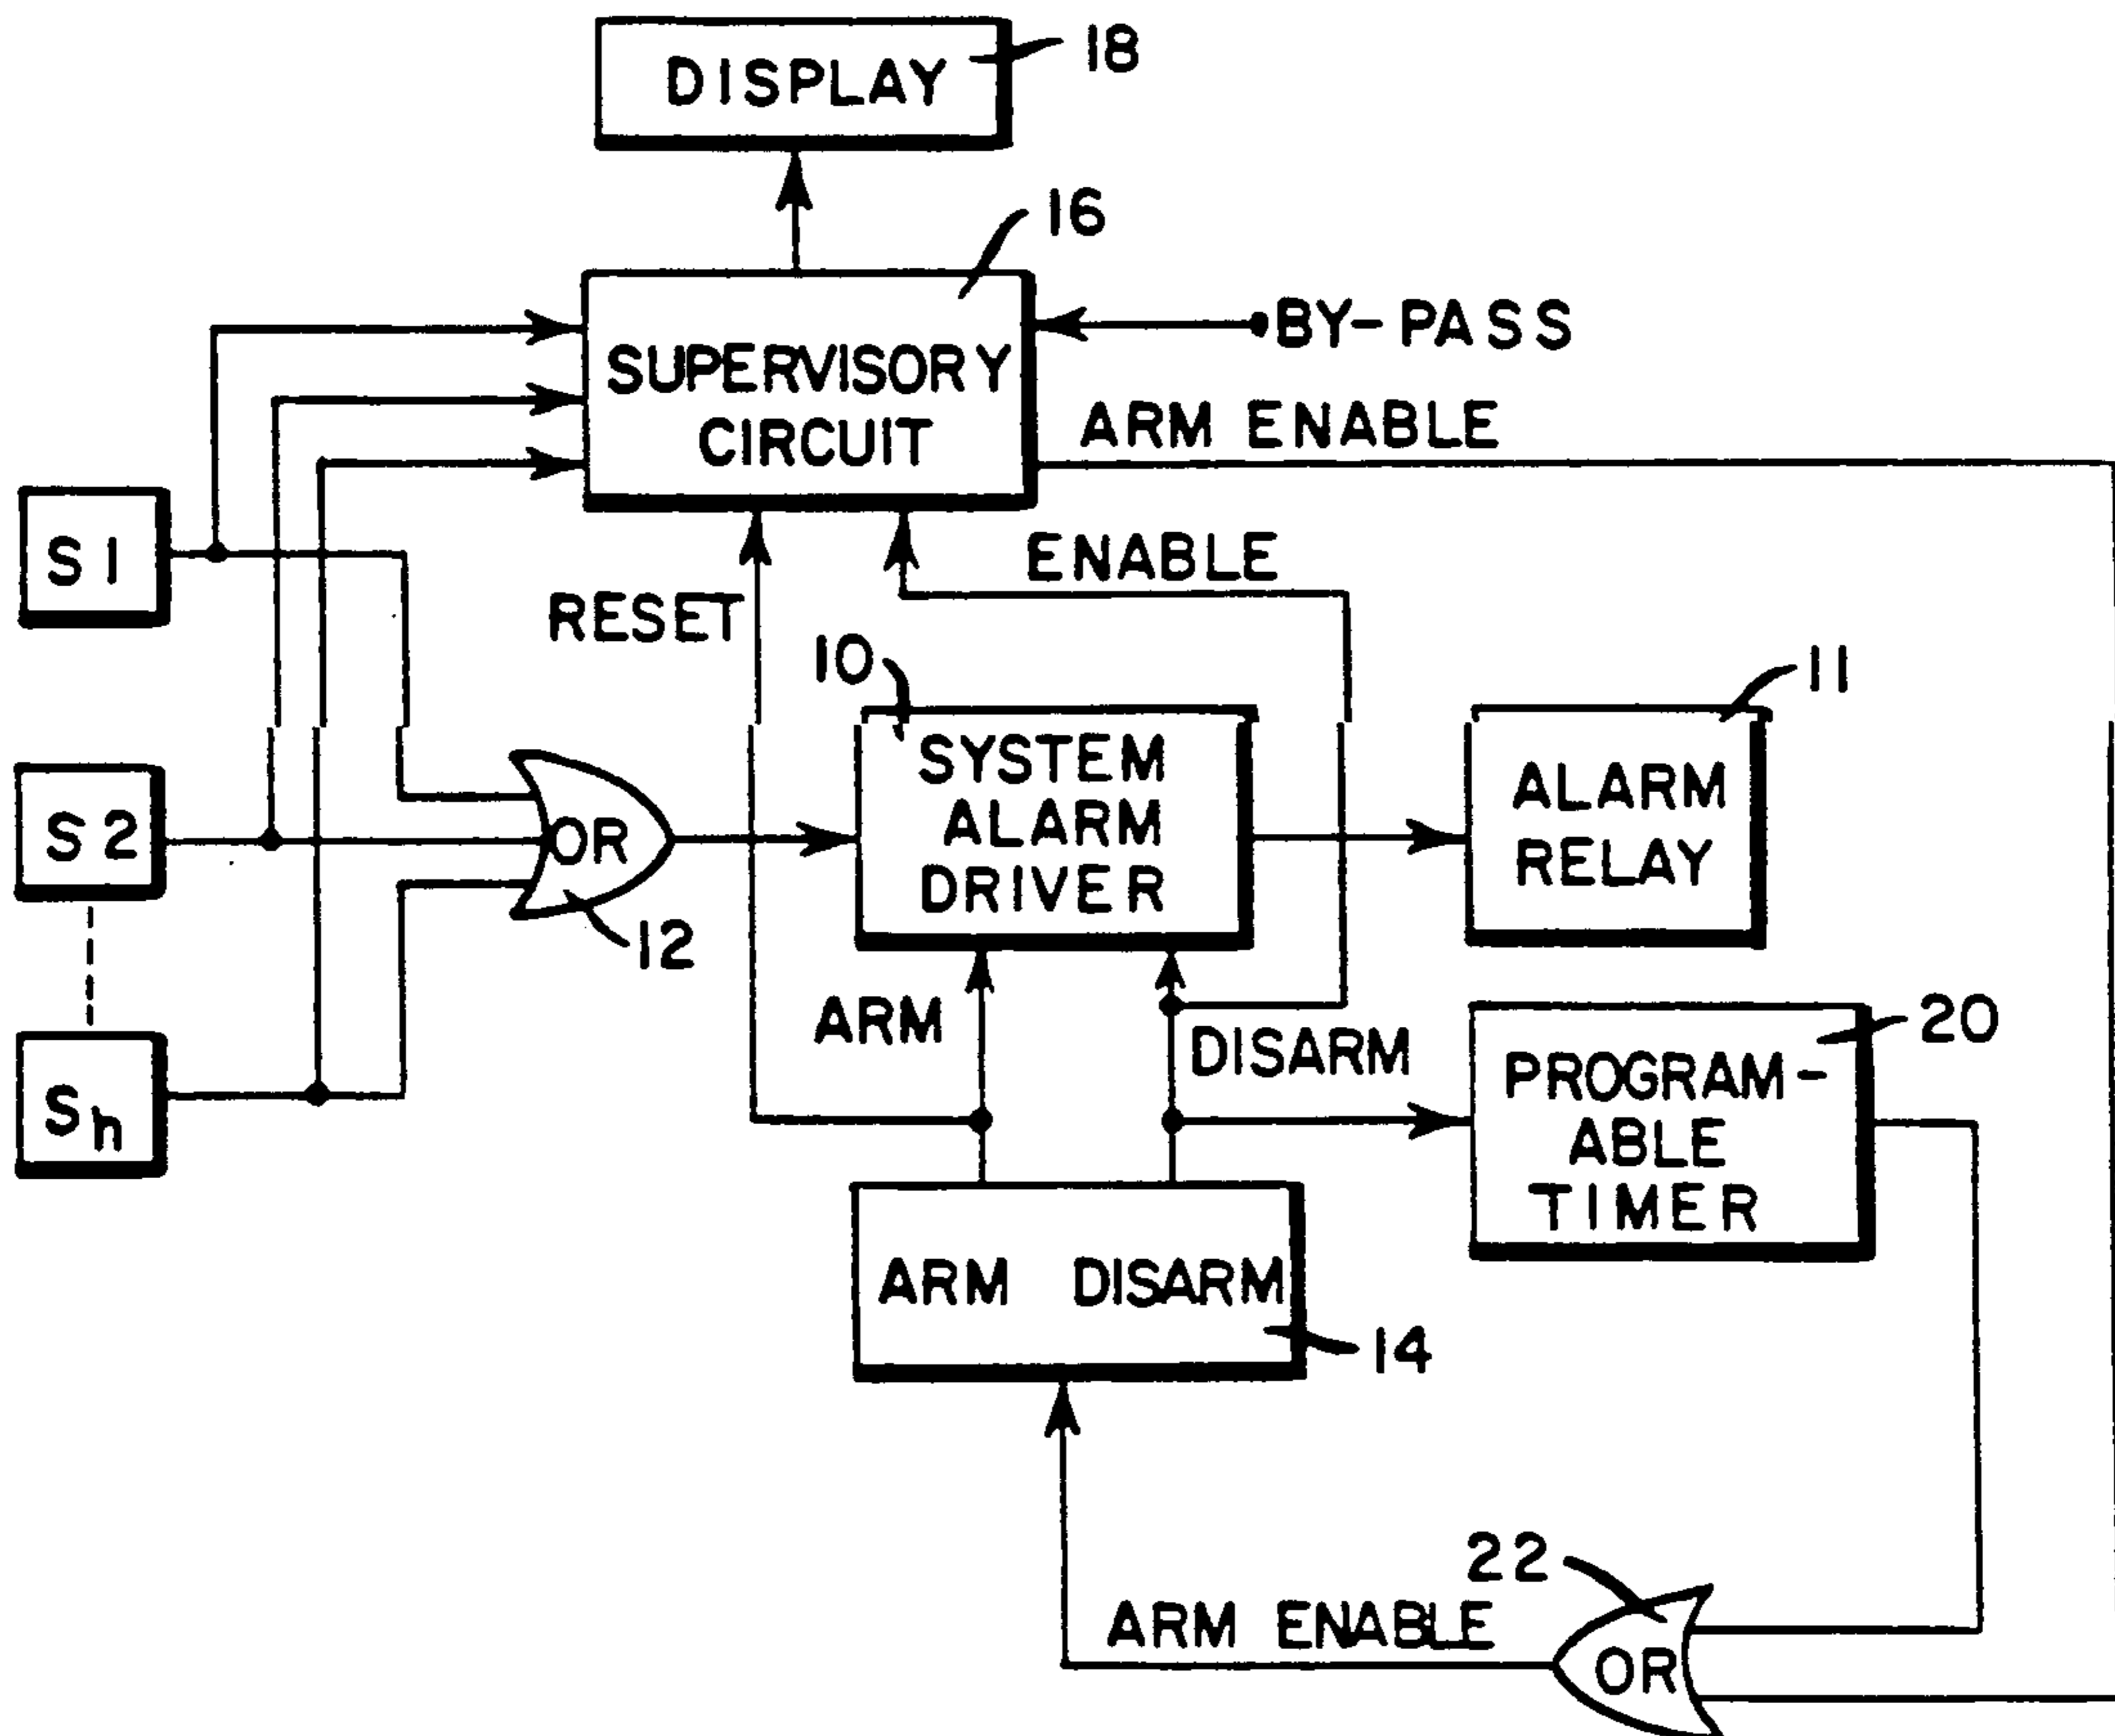 DISPLAY
18
16
BY-PASS
SUPERVISORY
CIRCUIT
ARM ENABLE
S1
ENABLE
RESET
10
11
SYSTEM
ALARM
DRIVER
ALARM
RELAY
S2
OR
12
ARM
DISARM
20
PROGRAM-
ABLE
TIMER
Sn
ARM DISARM
14
22
ARM ENABLE
OR